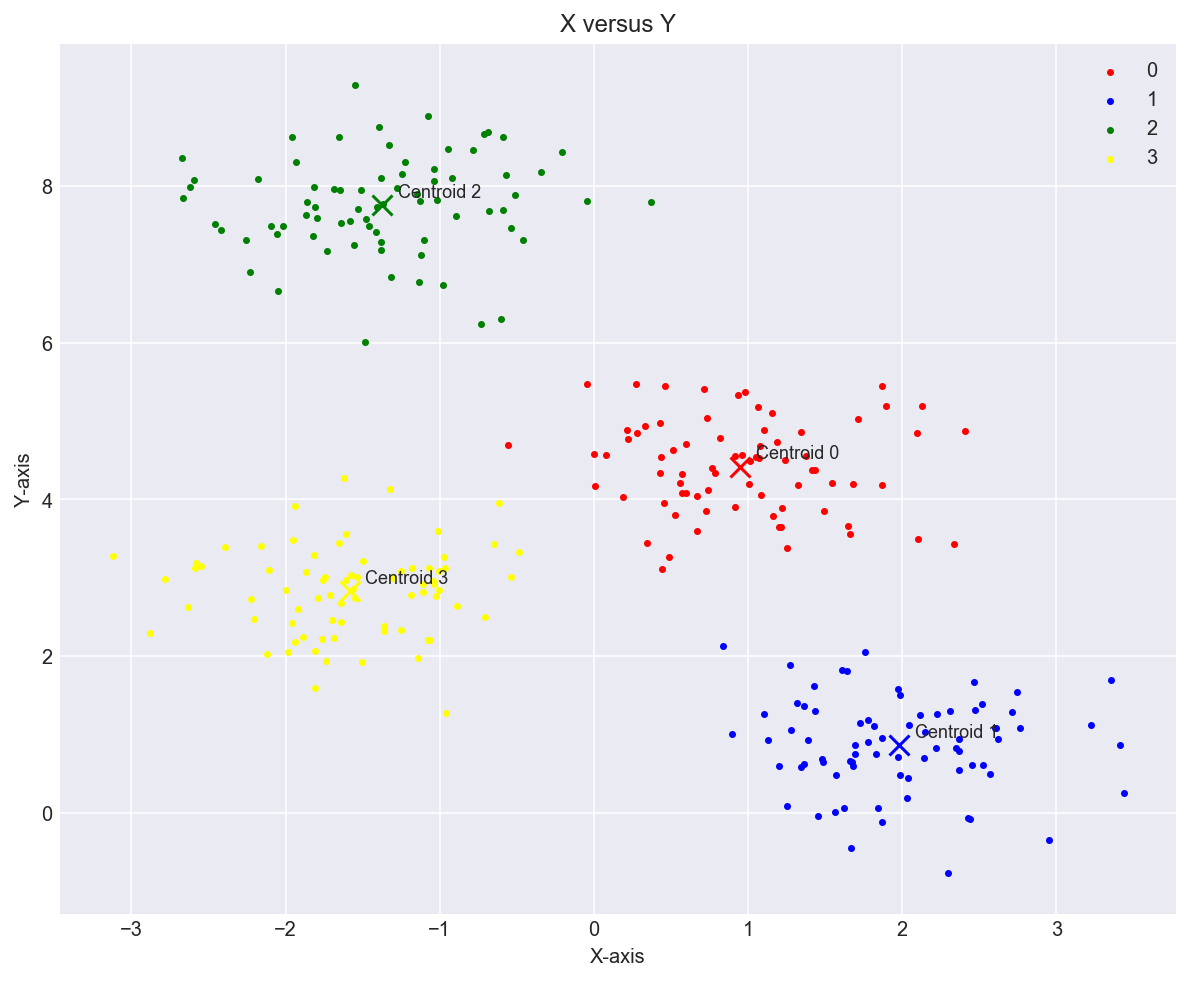 X versus Y
0
1
2
3
Centroid 2
Centroid 0
Centroid 3
Centroid 1
8
6
4
2
0
Y-axis
−3
−2
−1
0
1
2
3
X-axis